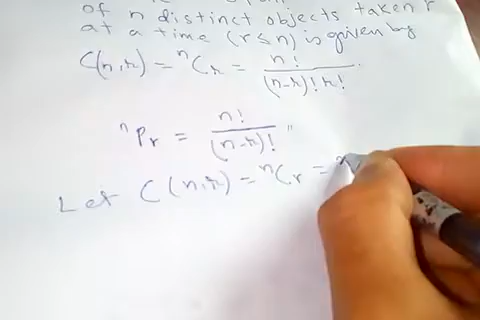 of n distinct objects taken r
at a time (r≤n) is given by
C(n,r) = ⁿCᵣ = n! / (n-r)! r!
ⁿPᵣ = n! / (n-r)! "
Let C(n,r) = ⁿCᵣ =